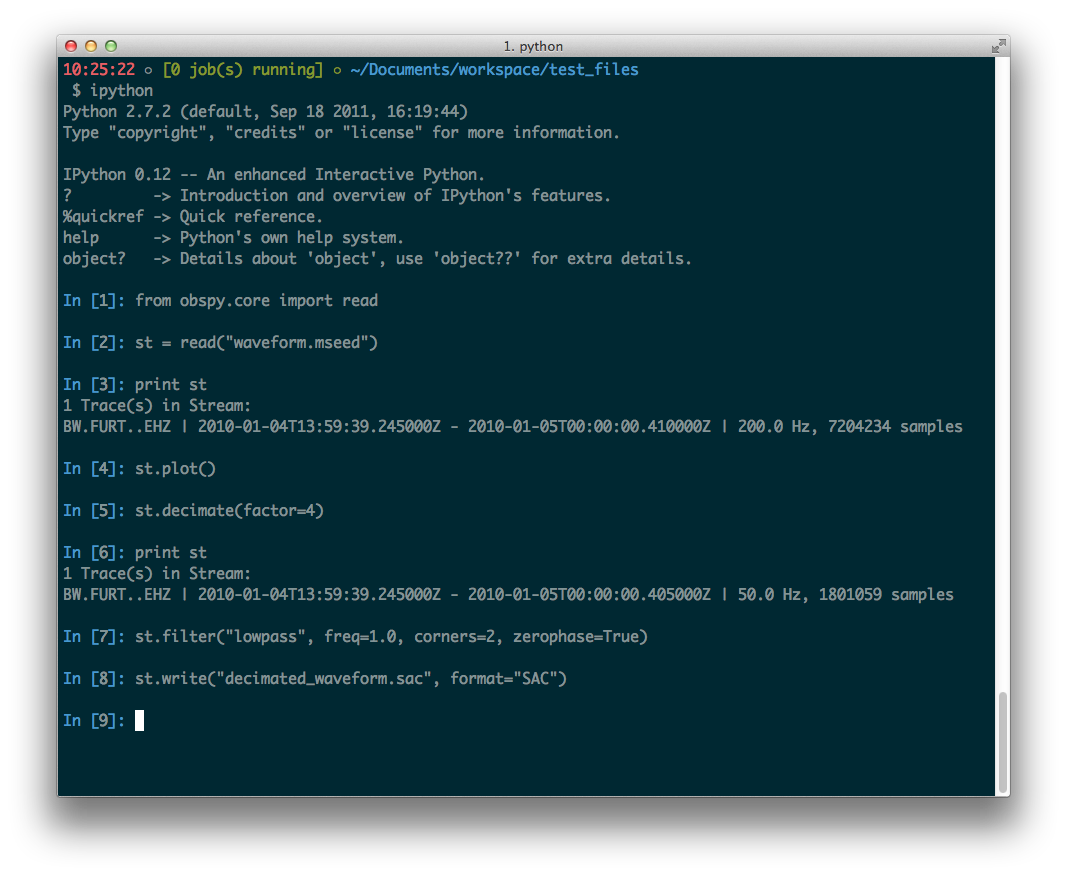 1. python
10:25:22 ○ [0 job(s) running] ○ ~/Documents/workspace/test_files
 $ ipython
Python 2.7.2 (default, Sep 18 2011, 16:19:44)
Type "copyright", "credits" or "license" for more information.

IPython 0.12 -- An enhanced Interactive Python.
?         -> Introduction and overview of IPython's features.
%quickref -> Quick reference.
help      -> Python's own help system.
object?   -> Details about 'object', use 'object??' for extra details.

In [1]: from obspy.core import read

In [2]: st = read("waveform.mseed")

In [3]: print st
1 Trace(s) in Stream:
BW.FURT..EHZ | 2010-01-04T13:59:39.245000Z - 2010-01-05T00:00:00.410000Z | 200.0 Hz, 7204234 samples

In [4]: st.plot()

In [5]: st.decimate(factor=4)

In [6]: print st
1 Trace(s) in Stream:
BW.FURT..EHZ | 2010-01-04T13:59:39.245000Z - 2010-01-05T00:00:00.405000Z | 50.0 Hz, 1801059 samples

In [7]: st.filter("lowpass", freq=1.0, corners=2, zerophase=True)

In [8]: st.write("decimated_waveform.sac", format="SAC")

In [9]: